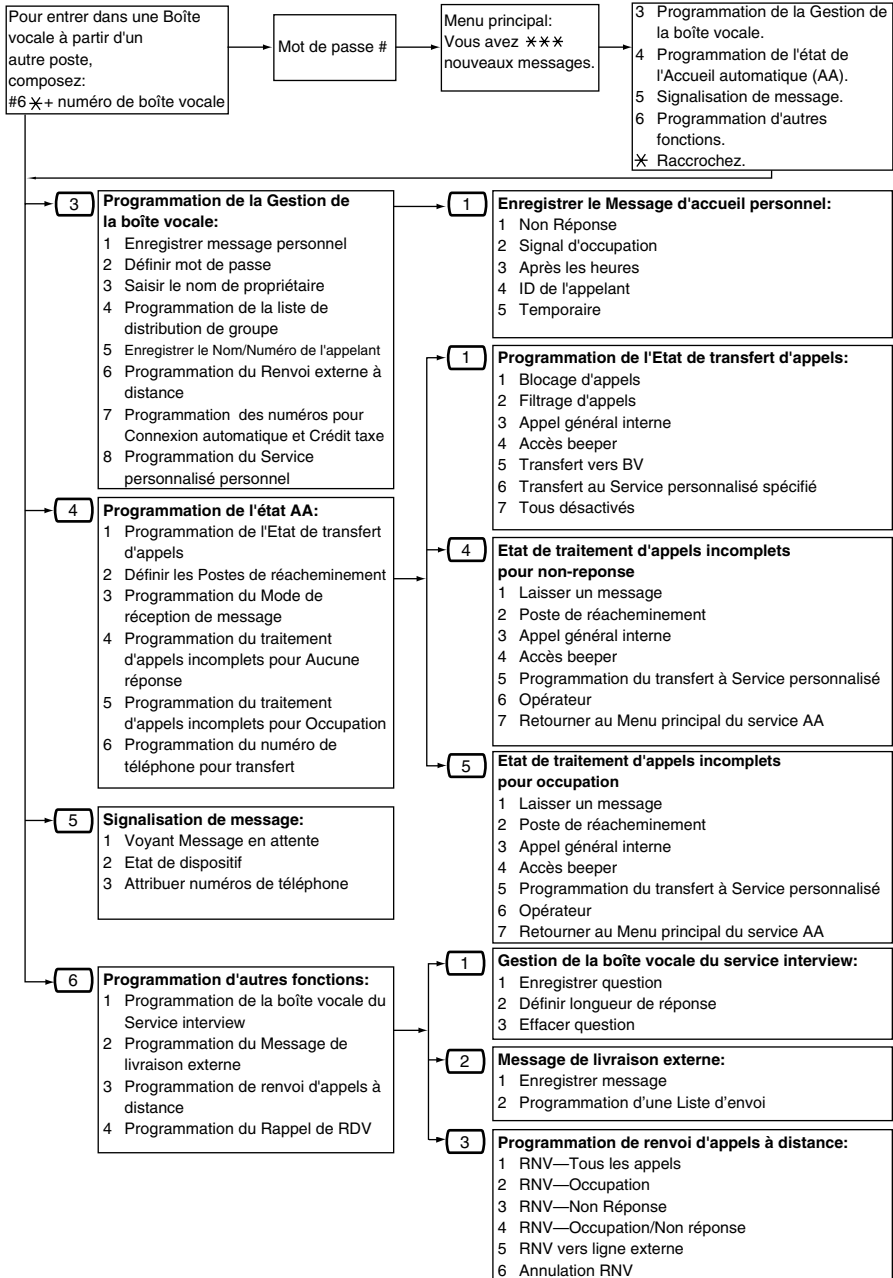 Pour entrer dans une Boîte
vocale à partir d'un
autre poste,
composez:
#6 ⚹+ numéro de boîte vocale
Mot de passe #
Menu principal:
Vous avez ⚹⚹⚹
nouveaux messages.
3 Programmation de la Gestion de
la boîte vocale.
4 Programmation de l'état de
l'Accueil automatique (AA).
5 Signalisation de message.
6 Programmation d'autres
fonctions.
⚹ Raccrochez.
3
Programmation de la Gestion de
la boîte vocale:
1 Enregistrer message personnel
2 Définir mot de passe
3 Saisir le nom de propriétaire
4 Programmation de la liste de
distribution de groupe
5 Enregistrer le Nom/Numéro de l'appelant
6 Programmation du Renvoi externe à
distance
7 Programmation des numéros pour
Connexion automatique et Crédit taxe
8 Programmation du Service
personnalisé personnel
1
Enregistrer le Message d'accueil personnel:
1 Non Réponse
2 Signal d'occupation
3 Après les heures
4 ID de l'appelant
5 Temporaire
4
Programmation de l'état AA:
1 Programmation de l'Etat de transfert
d'appels
2 Définir les Postes de réacheminement
3 Programmation du Mode de
réception de message
4 Programmation du traitement
d'appels incomplets pour Aucune
réponse
5 Programmation du traitement
d'appels incomplets pour Occupation
6 Programmation du numéro de
téléphone pour transfert
1
Programmation de l'Etat de transfert d'appels:
1 Blocage d'appels
2 Filtrage d'appels
3 Appel général interne
4 Accès beeper
5 Transfert vers BV
6 Transfert au Service personnalisé spécifié
7 Tous désactivés
4
Etat de traitement d'appels incomplets
pour non-reponse
1 Laisser un message
2 Poste de réacheminement
3 Appel général interne
4 Accès beeper
5 Programmation du transfert à Service personnalisé
6 Opérateur
7 Retourner au Menu principal du service AA
5
Etat de traitement d'appels incomplets
pour occupation
1 Laisser un message
2 Poste de réacheminement
3 Appel général interne
4 Accès beeper
5 Programmation du transfert à Service personnalisé
6 Opérateur
7 Retourner au Menu principal du service AA
5
Signalisation de message:
1 Voyant Message en attente
2 Etat de dispositif
3 Attribuer numéros de téléphone
6
Programmation d'autres fonctions:
1 Programmation de la boîte vocale du
Service interview
2 Programmation du Message de
livraison externe
3 Programmation de renvoi d'appels à
distance
4 Programmation du Rappel de RDV
1
Gestion de la boîte vocale du service interview:
1 Enregistrer question
2 Définir longueur de réponse
3 Effacer question
2
Message de livraison externe:
1 Enregistrer message
2 Programmation d'une Liste d'envoi
3
Programmation de renvoi d'appels à distance:
1 RNV—Tous les appels
2 RNV—Occupation
3 RNV—Non Réponse
4 RNV—Occupation/Non réponse
5 RNV vers ligne externe
6 Annulation RNV